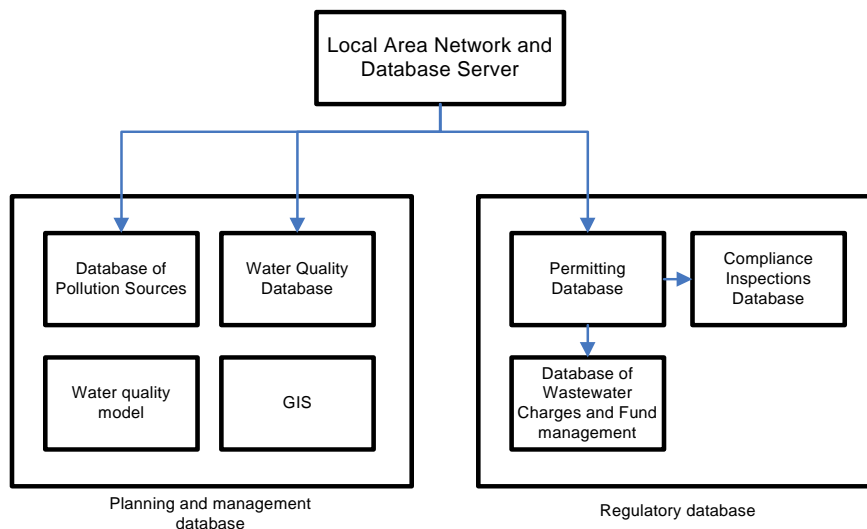 Local Area Network and
Database Server
Database of
Pollution Sources
Water Quality
Database
Water quality
model
GIS
Planning and management
database
Permitting
Database
Compliance
Inspections
Database
Database of
Wastewater
Charges and Fund
management
Regulatory database